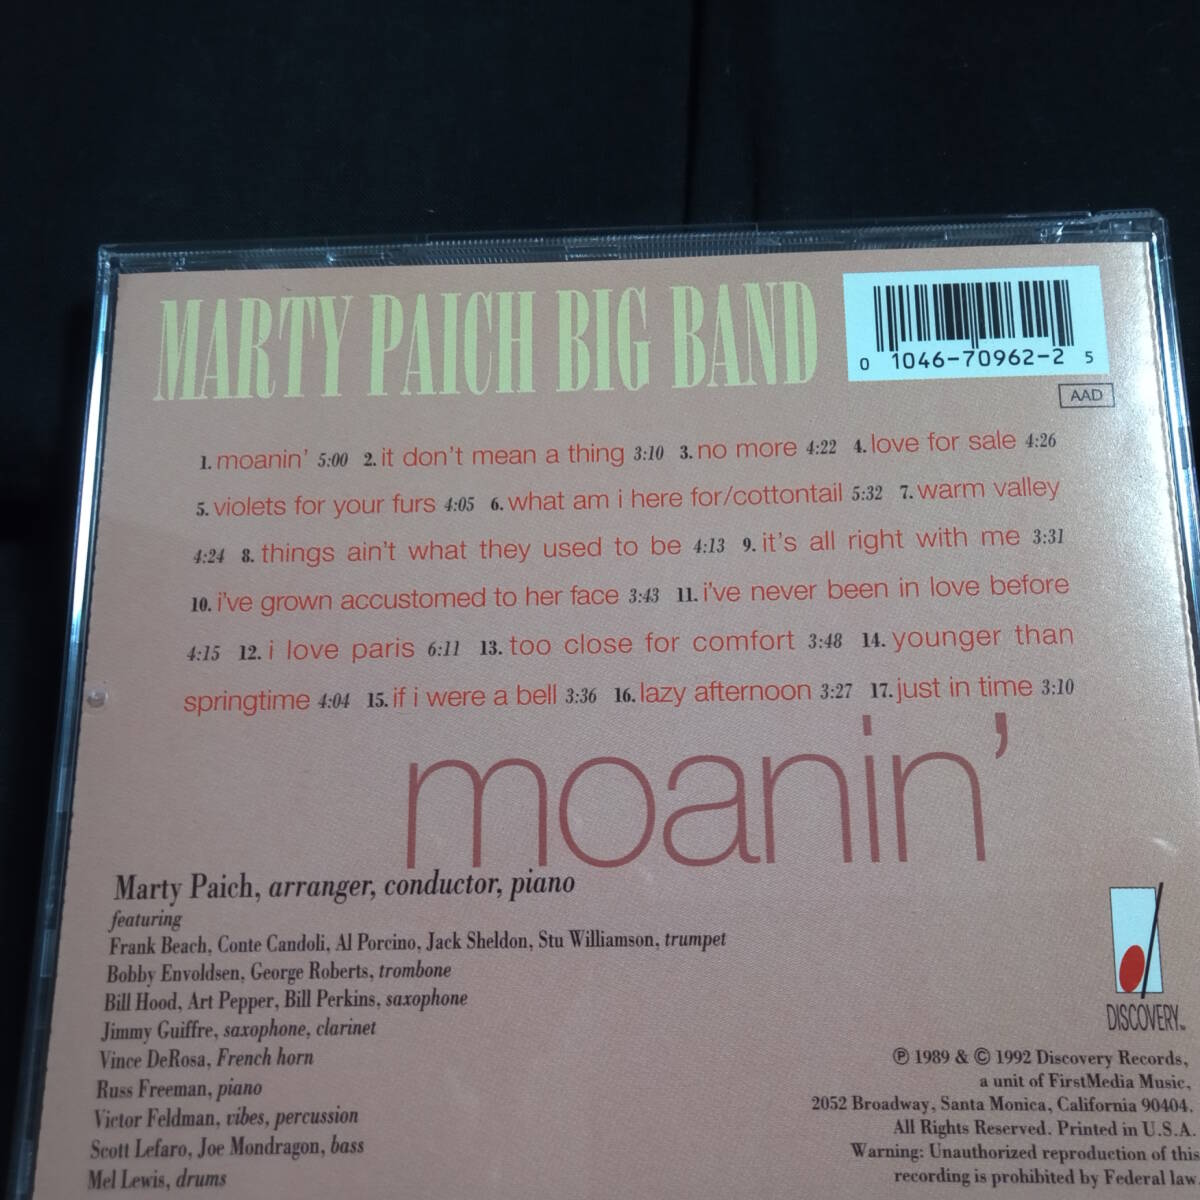 MARTY PAICH BIG BAND
0 1046-70962-2 5
AAD
1. moanin' 5:00 2. it don't mean a thing 3:10 3. no more 4:22 4. love for sale 4:26
5. violets for your furs 4:05 6. what am i here for/cottontail 5:32 7. warm valley
4:24 8. things ain't what they used to be 4:13 9. it's all right with me 3:31
10. i've grown accustomed to her face 3:43 11. i've never been in love before
4:15 12. i love paris 6:11 13. too close for comfort 3:48 14. younger than
springtime 4:04 15. if i were a bell 3:36 16. lazy afternoon 3:27 17. just in time 3:10
moanin'
Marty Paich, arranger, conductor, piano
featuring
Frank Beach, Conte Candoli, Al Porcino, Jack Sheldon, Stu Williamson, trumpet
Bobby Envoldsen, George Roberts, trombone
Bill Hood, Art Pepper, Bill Perkins, saxophone
Jimmy Guiffre, saxophone, clarinet
Vince DeRosa, French horn
Russ Freeman, piano
Victor Feldman, vibes, percussion
Scott Lefaro, Joe Mondragon, bass
Mel Lewis, drums
DISCOVERY™
℗ 1989 & © 1992 Discovery Records,
a unit of FirstMedia Music,
2052 Broadway, Santa Monica, California 90404.
All Rights Reserved. Printed in U.S.A.
Warning: Unauthorized reproduction of this
recording is prohibited by Federal law